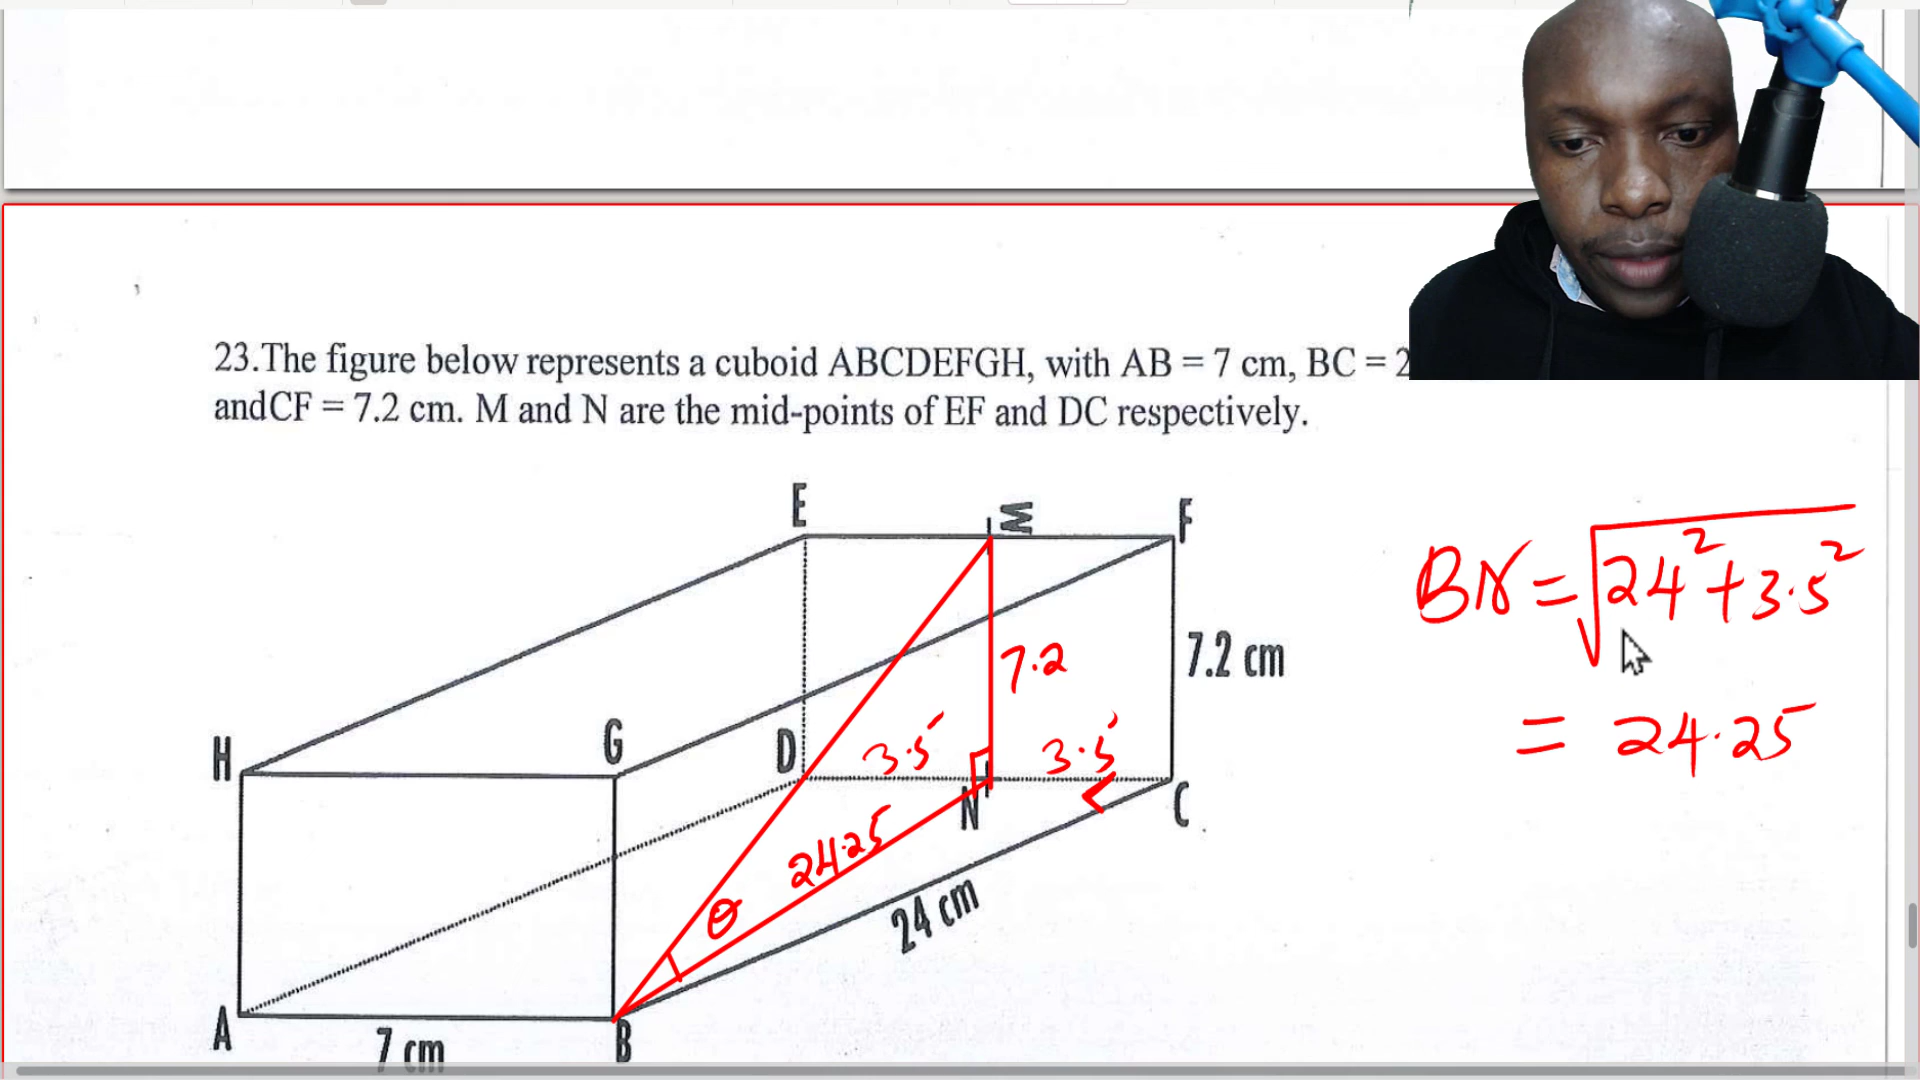 23.The figure below represents a cuboid ABCDEFGH, with AB = 7 cm, BC = 2
andCF = 7.2 cm. M and N are the mid-points of EF and DC respectively.
E
M
F
BN = √24² + 3.5²
7.2
7.2 cm
H
G
D
3.5
3.5
= 24.25
N
C
24.25
θ
24 cm
A
B
7 cm